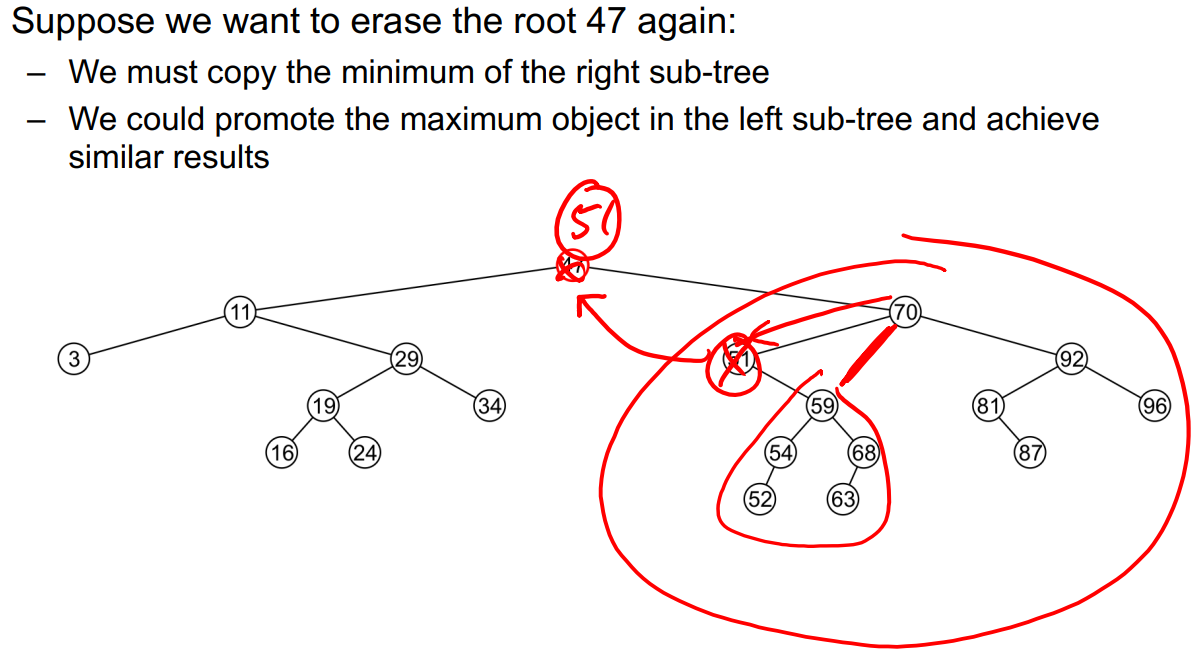 Suppose we want to erase the root 47 again:
– We must copy the minimum of the right sub-tree
– We could promote the maximum object in the left sub-tree and achieve
similar results
51
47
11 70
3 29 51 92
19 34 59 81 96
16 24 54 68 87
52 63